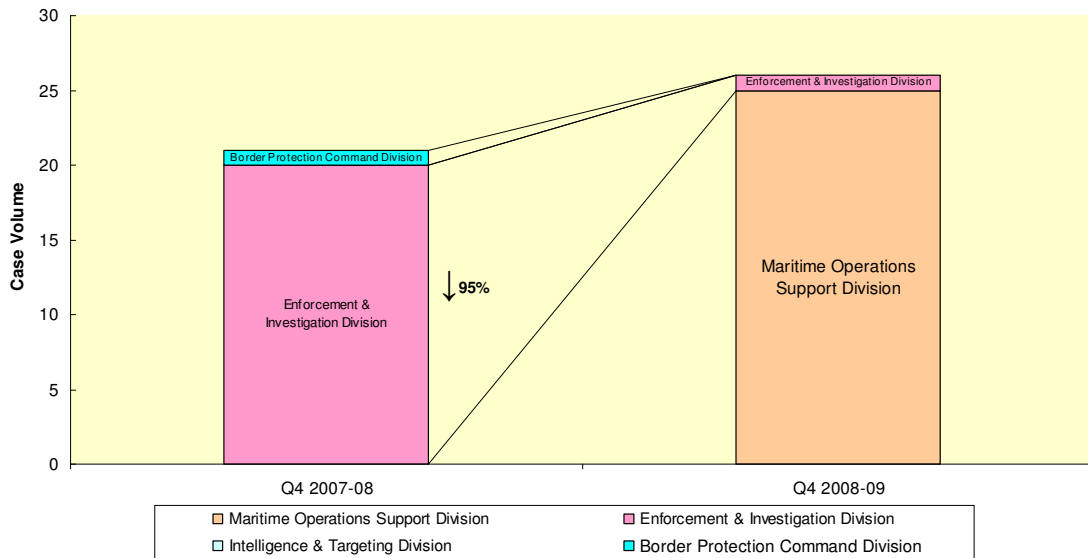 30
25
20
15
10
5
0
Case Volume
Border Protection Command Division
Enforcement &
Investigation Division
↓95%
Enforcement & Investigation Division
Maritime Operations
Support Division
Q4 2007-08
Q4 2008-09
Maritime Operations Support Division
Enforcement & Investigation Division
Intelligence & Targeting Division
Border Protection Command Division